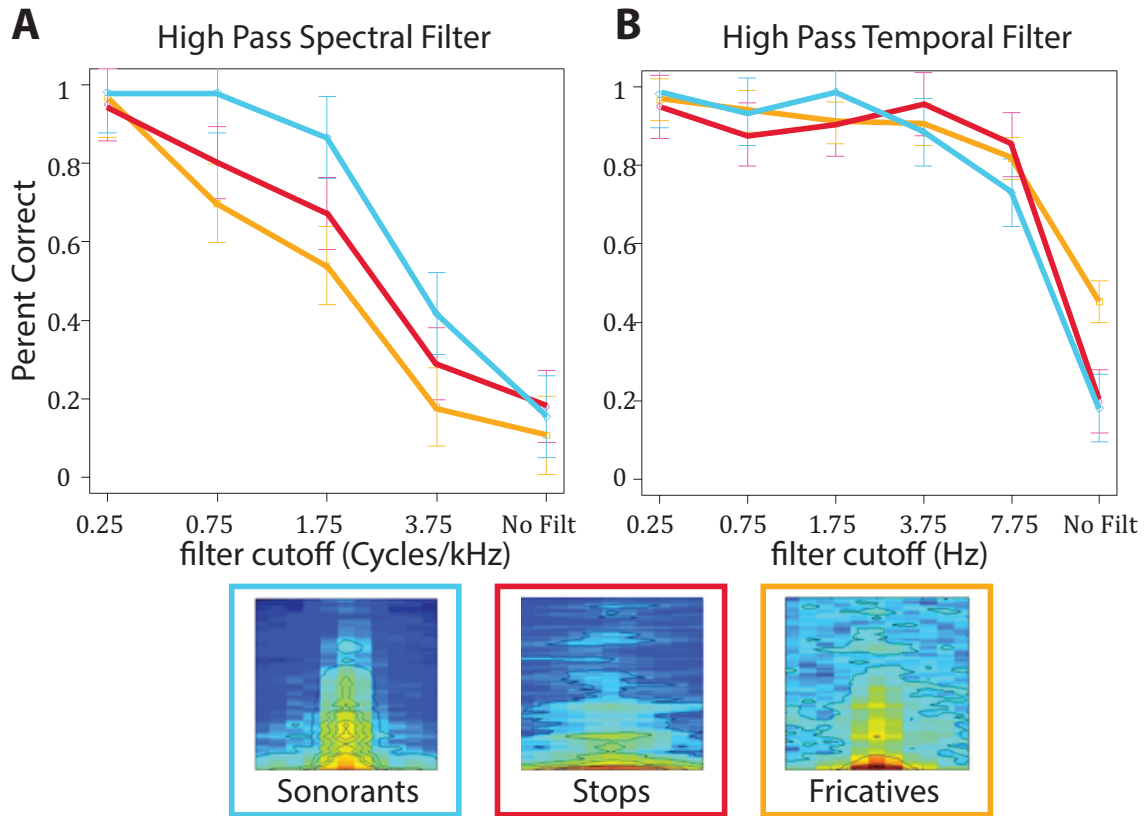 A
High Pass Spectral Filter
Perent Correct
1
0.8
0.6
0.4
0.2
0
0.25 0.75 1.75 3.75 No Filt
filter cutoff (Cycles/kHz)
B
High Pass Temporal Filter
1
0.8
0.6
0.4
0.2
0
0.25 0.75 1.75 3.75 7.75 No Filt
filter cutoff (Hz)
Sonorants
Stops
Fricatives